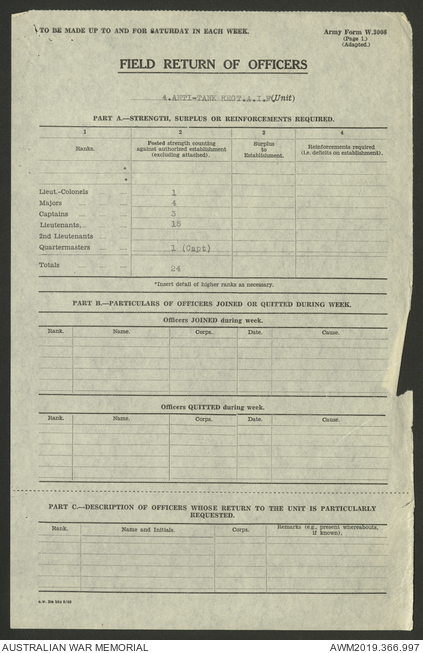 TO BE MADE UP TO AND FOR SATURDAY IN EACH WEEK.
Army Form W.3008
(Page 1.)
(Adapted.)
FIELD RETURN OF OFFICERS
4.ANTI-TANK REGT.A.I.F(Unit)
PART A.—STRENGTH, SURPLUS OR REINFORCEMENTS REQUIRED.
1 2 3 4
Ranks. Posted strength counting against authorized establishment (excluding attached). Surplus to Establishment. Reinforcements required (i.e. deficits on establishment).
*
*
Lieut.-Colonels 1
Majors 4
Captains 3
Lieutenants 15
2nd Lieutenants
Quartermasters 1 (Capt)
Totals 24
*Insert detail of higher ranks as necessary.
PART B.—PARTICULARS OF OFFICERS JOINED OR QUITTED DURING WEEK.
Officers JOINED during week.
Rank. Name. Corps. Date. Cause.
Officers QUITTED during week.
Rank. Name. Corps. Date. Cause.
PART C.—DESCRIPTION OF OFFICERS WHOSE RETURN TO THE UNIT IS PARTICULARLY
REQUESTED.
Rank. Name and Initials. Corps. Remarks (e.g., present whereabouts, if known).
AUSTRALIAN WAR MEMORIAL
AWM2019.366.997